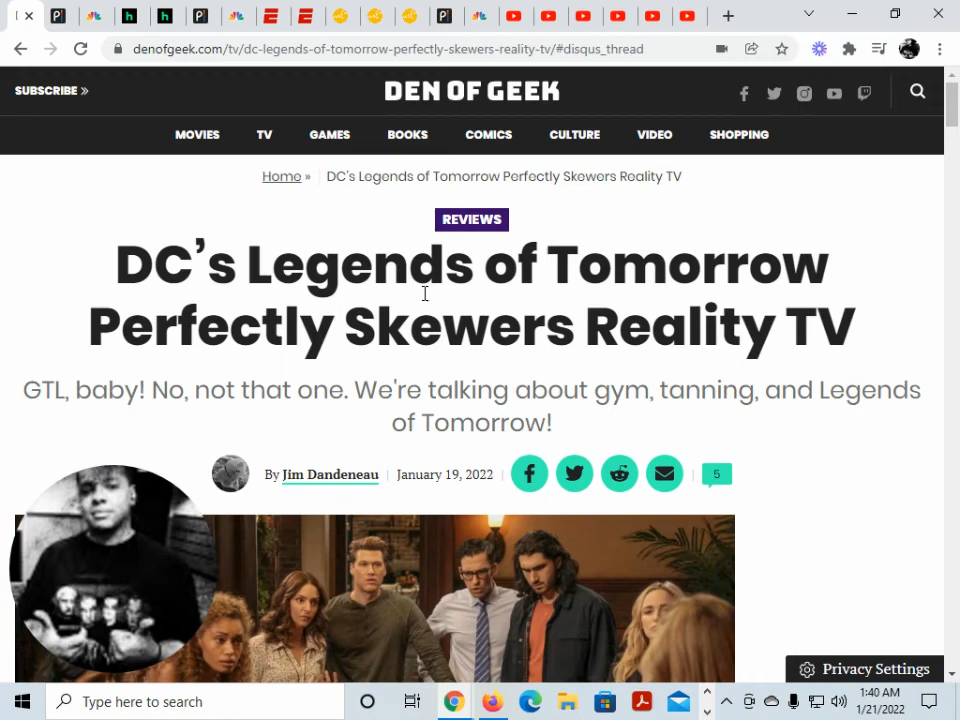 denofgeek.com/tv/dc-legends-of-tomorrow-perfectly-skewers-reality-tv/#disqus_thread
SUBSCRIBE »
DEN OF GEEK
MOVIES TV GAMES BOOKS COMICS CULTURE VIDEO SHOPPING
Home » DC's Legends of Tomorrow Perfectly Skewers Reality TV
REVIEWS
DC’s Legends of Tomorrow
Perfectly Skewers Reality TV
GTL, baby! No, not that one. We're talking about gym, tanning, and Legends
of Tomorrow!
By Jim Dandeneau | January 19, 2022 5
Privacy Settings
Type here to search
1:40 AM
1/21/2022